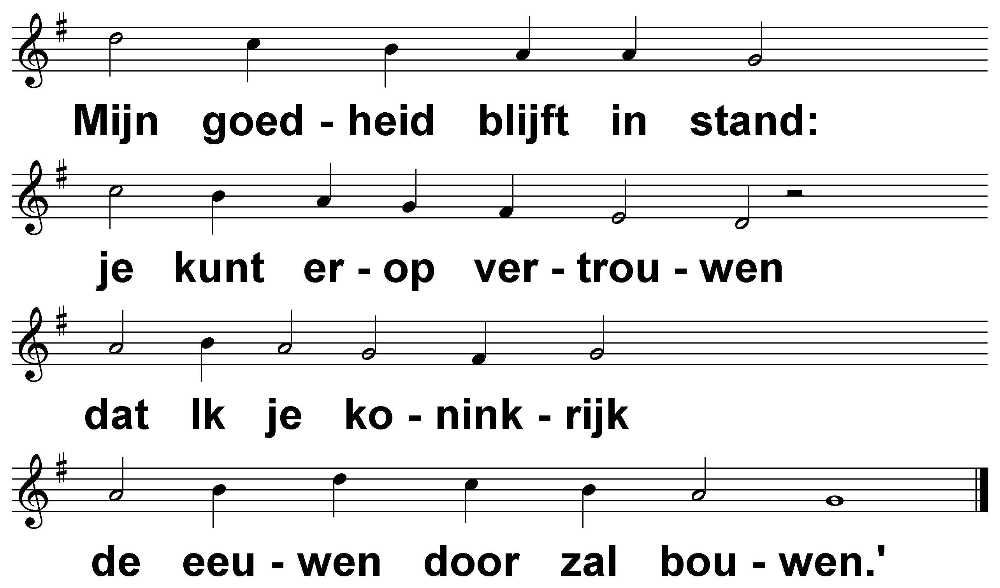 Mijn goed - heid blijft in stand:
je kunt er - op ver - trou - wen
dat Ik je ko - nink - rijk
de eeu - wen door zal bou - wen.'